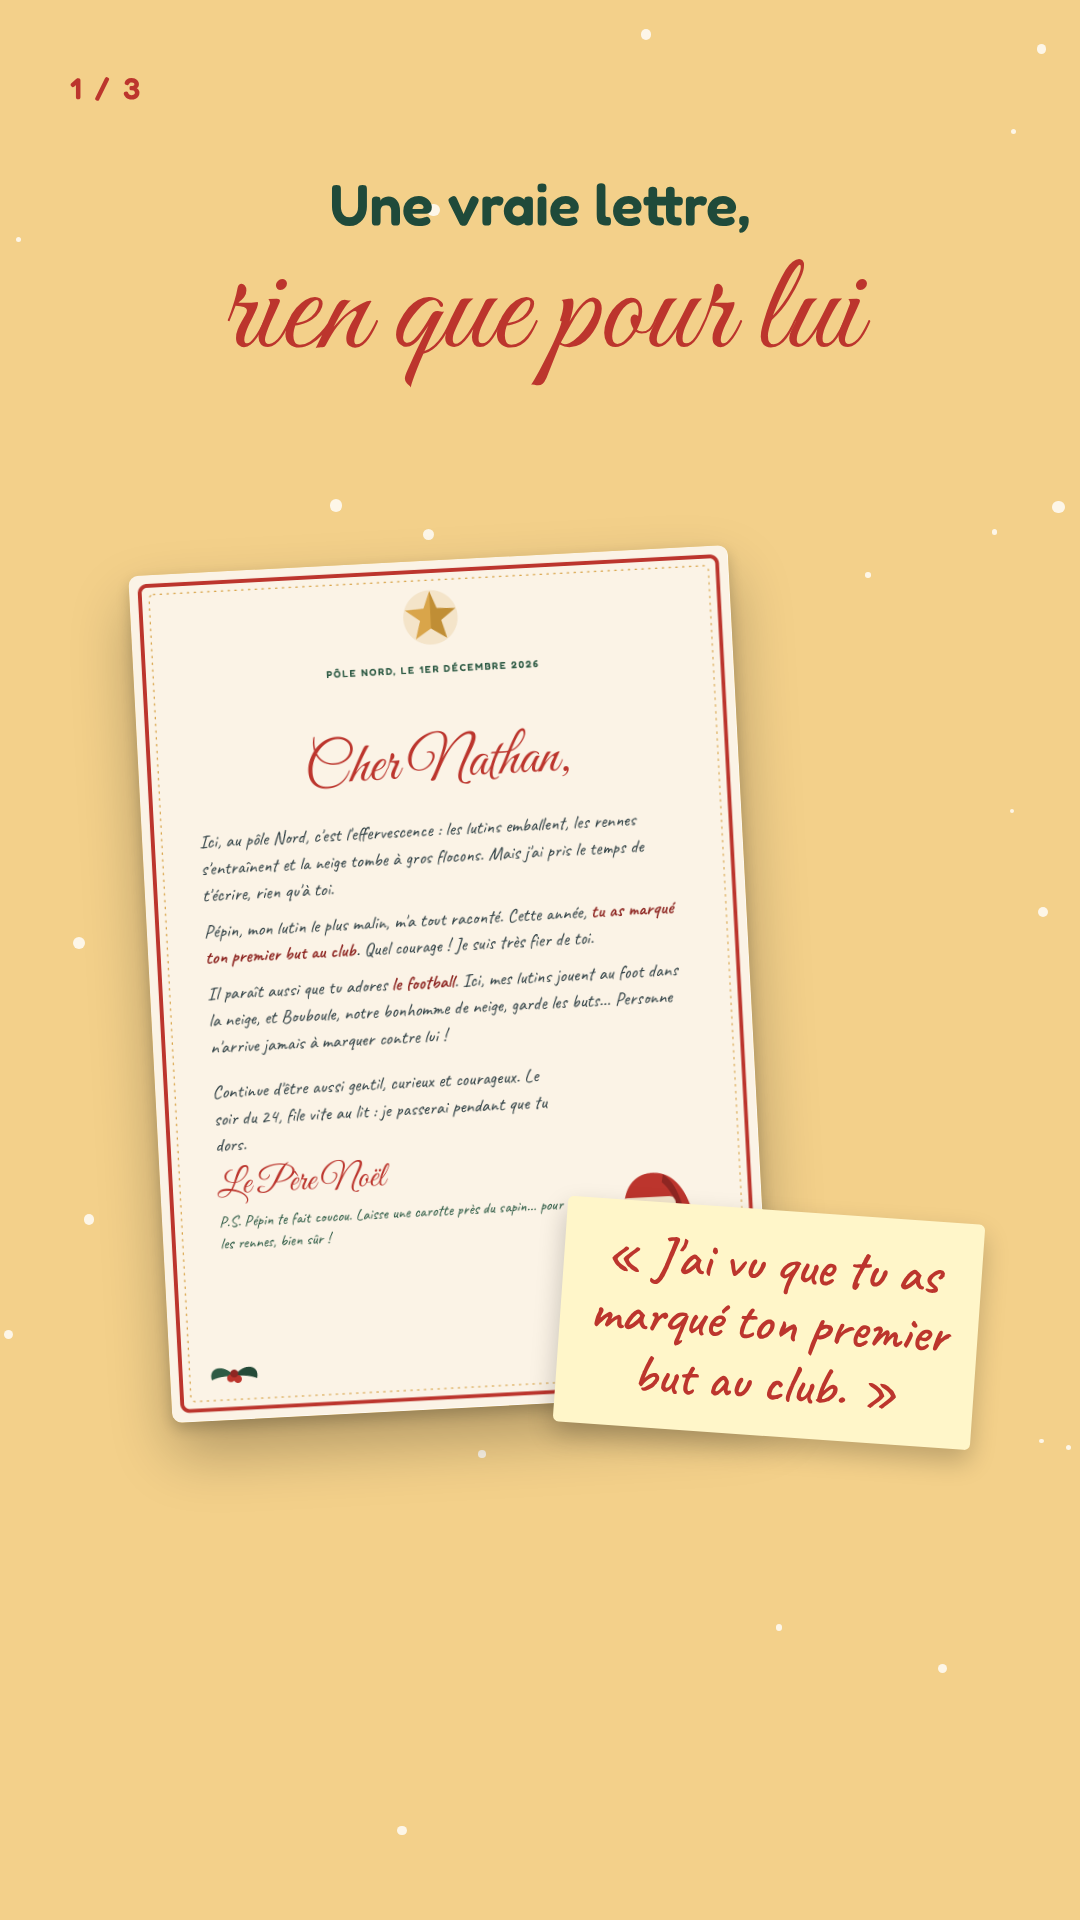 1 / 3
Une vraie lettre,
rien que pour lui
PÔLE NORD, LE 1ER DÉCEMBRE 2026
Cher Nathan,
Ici, au pôle Nord, c'est l'effervescence : les lutins emballent, les rennes
s'entraînent et la neige tombe à gros flocons. Mais j'ai pris le temps de
t'écrire, rien qu'à toi.
Pépin, mon lutin le plus malin, m'a tout raconté. Cette année, tu as marqué
ton premier but au club. Quel courage ! Je suis très fier de toi.
Il paraît aussi que tu adores le football. Ici, mes lutins jouent au foot dans
la neige, et Bouboule, notre bonhomme de neige, garde les buts... Personne
n'arrive jamais à marquer contre lui !
Continue d'être aussi gentil, curieux et courageux. Le
soir du 24, file vite au lit : je passerai pendant que tu
dors.
Le Père Noël
P.S. Pépin te fait coucou. Laisse une carotte près du sapin... pour
les rennes, bien sûr !
« J'ai vu que tu as
marqué ton premier
but au club. »